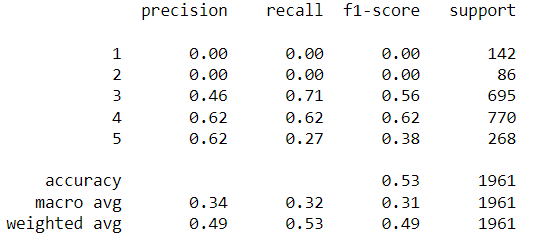 precision recall f1-score support
1 0.00 0.00 0.00 142
2 0.00 0.00 0.00 86
3 0.46 0.71 0.56 695
4 0.62 0.62 0.62 770
5 0.62 0.27 0.38 268
accuracy 0.53 1961
macro avg 0.34 0.32 0.31 1961
weighted avg 0.49 0.53 0.49 1961